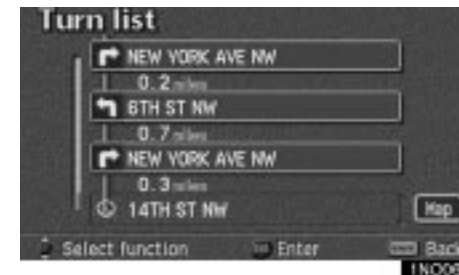 Turn list
NEW YORK AVE NW
0.2 miles
6TH ST NW
0.7 miles
NEW YORK AVE NW
0.3 miles
14TH ST NW
Map
Select function Enter Back